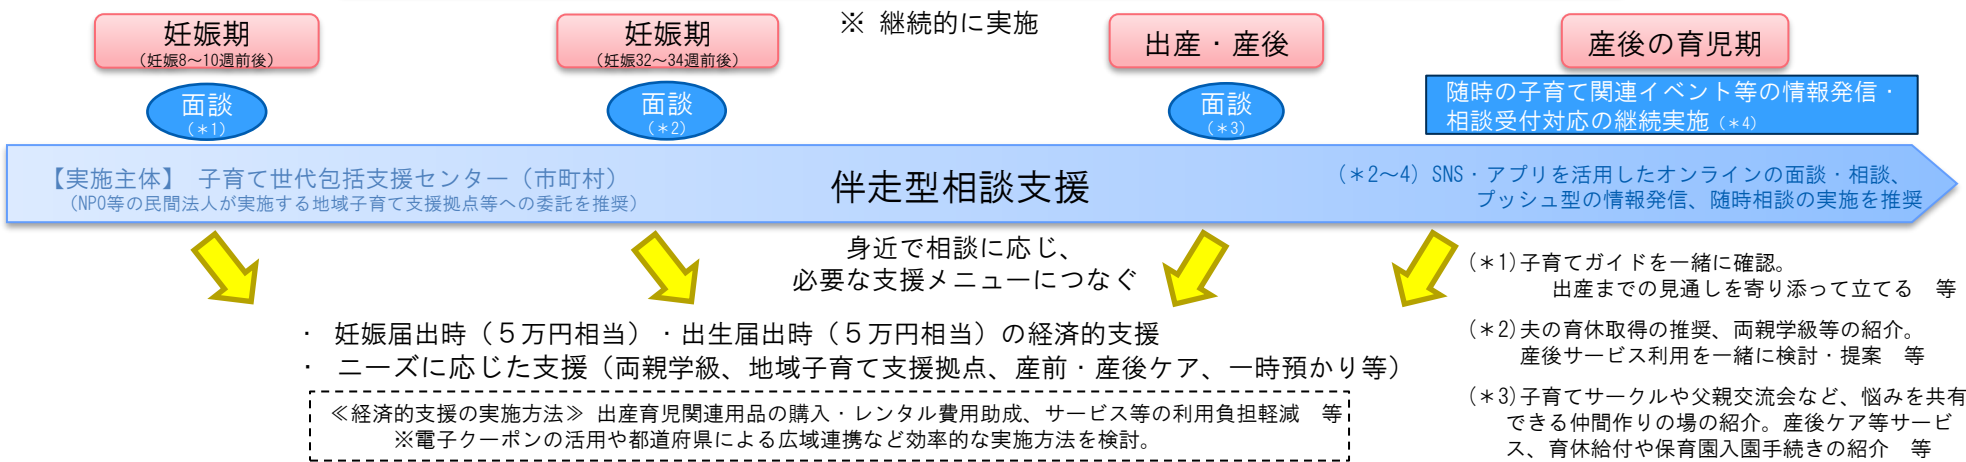 ※ 継続的に実施
妊娠期
（妊娠8～10週前後）
妊娠期
（妊娠32～34週前後）
出産・産後
産後の育児期
面談
（＊1）
面談
（＊2）
面談
（＊3）
随時の子育て関連イベント等の情報発信・
相談受付対応の継続実施（＊4）
【実施主体】 子育て世代包括支援センター（市町村）
（NPO等の民間法人が実施する地域子育て支援拠点等への委託を推奨）
伴走型相談支援
（＊2～4）SNS・アプリを活用したオンラインの面談・相談、
プッシュ型の情報発信、随時相談の実施を推奨
身近で相談に応じ、
必要な支援メニューにつなぐ
・ 妊娠届出時（５万円相当）・出生届出時（５万円相当）の経済的支援
・ ニーズに応じた支援（両親学級、地域子育て支援拠点、産前・産後ケア、一時預かり等）
≪経済的支援の実施方法≫ 出産育児関連用品の購入・レンタル費用助成、サービス等の利用負担軽減　等
※電子クーポンの活用や都道府県による広域連携など効率的な実施方法を検討。
（＊1）子育てガイドを一緒に確認。
出産までの見通しを寄り添って立てる　等
（＊2）夫の育休取得の推奨、両親学級等の紹介。
産後サービス利用を一緒に検討・提案　等
（＊3）子育てサークルや父親交流会など、悩みを共有
できる仲間作りの場の紹介。産後ケア等サービ
ス、育休給付や保育園入園手続きの紹介　等